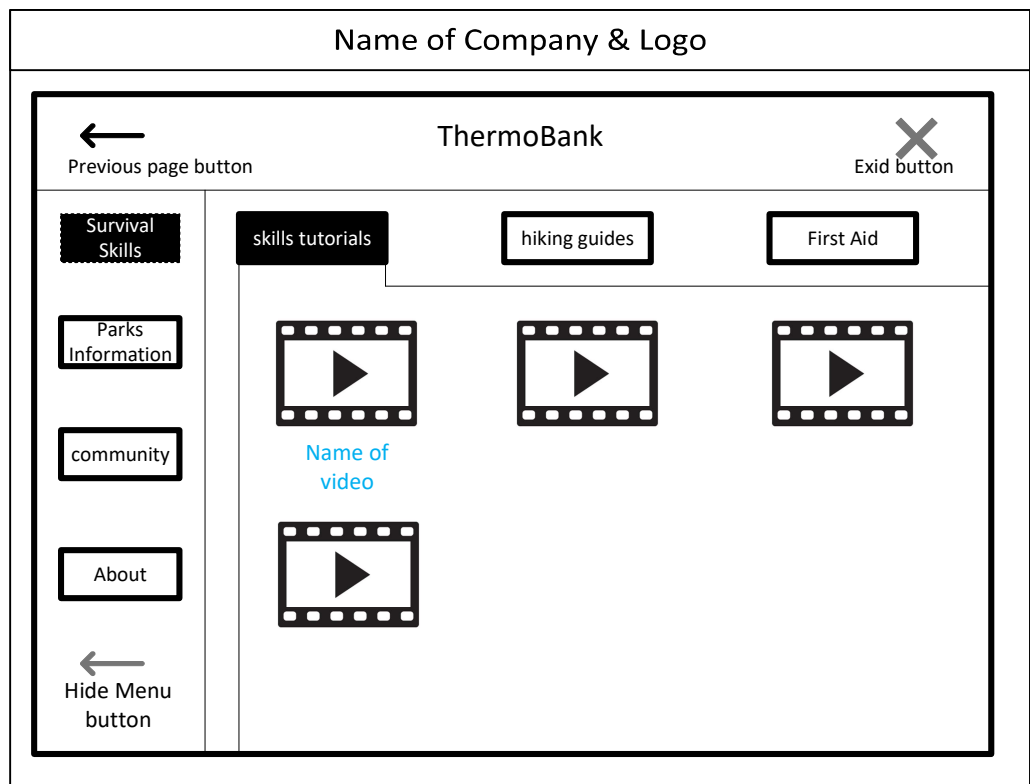 Name of Company & Logo
ThermoBank
Previous page button
Exid button
Survival
Skills
skills tutorials
hiking guides
First Aid
Parks
Information
community
Name of
video
About
Hide Menu
button